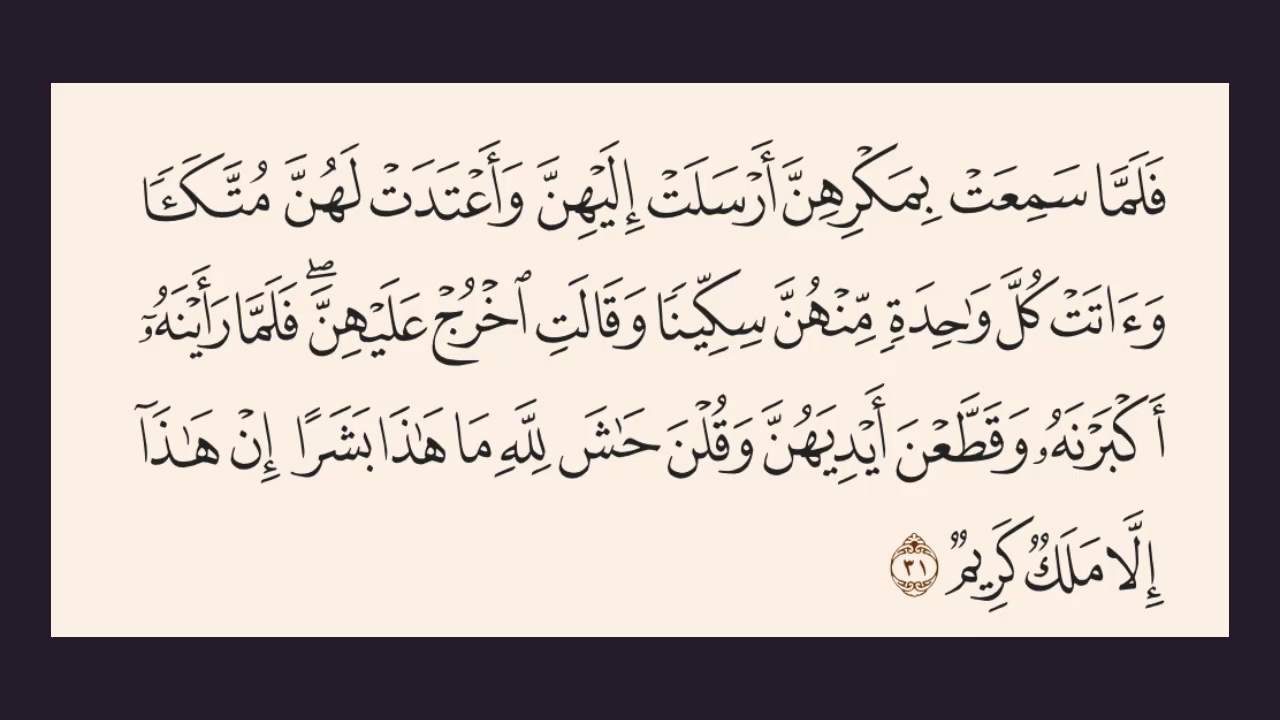 فَلَمَّا سَمِعَتْ بِمَكْرِهِنَّ أَرْسَلَتْ إِلَيْهِنَّ وَأَعْتَدَتْ لَهُنَّ مُتَّكَـًٔا
وَءَاتَتْ كُلَّ وَٰحِدَةٍ مِّنْهُنَّ سِكِّينًا وَقَالَتِ ٱخْرُجْ عَلَيْهِنَّ ۖ فَلَمَّا رَأَيْنَهُۥٓ
أَكْبَرْنَهُۥ وَقَطَّعْنَ أَيْدِيَهُنَّ وَقُلْنَ حَٰشَ لِلَّهِ مَا هَٰذَا بَشَرًا إِنْ هَٰذَآ
إِلَّا مَلَكٌ كَرِيمٌ ٣١